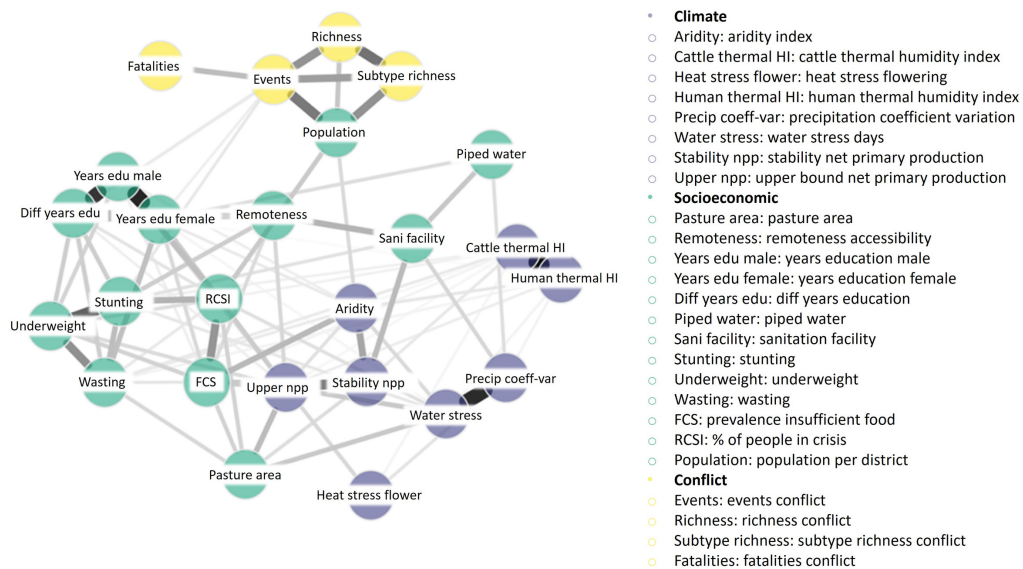 Richness
Fatalities
Events
Subtype richness
Population
Piped water
Years edu male
Diff years edu
Years edu female
Remoteness
Sani facility
Cattle thermal HI
Human thermal HI
Stunting
RCSI
Aridity
Underweight
Wasting
FCS
Upper npp
Stability npp
Precip coeff-var
Water stress
Pasture area
Heat stress flower
Climate
Aridity: aridity index
Cattle thermal HI: cattle thermal humidity index
Heat stress flower: heat stress flowering
Human thermal HI: human thermal humidity index
Precip coeff-var: precipitation coefficient variation
Water stress: water stress days
Stability npp: stability net primary production
Upper npp: upper bound net primary production
Socioeconomic
Pasture area: pasture area
Remoteness: remoteness accessibility
Years edu male: years education male
Years edu female: years education female
Diff years edu: diff years education
Piped water: piped water
Sani facility: sanitation facility
Stunting: stunting
Underweight: underweight
Wasting: wasting
FCS: prevalence insufficient food
RCSI: % of people in crisis
Population: population per district
Conflict
Events: events conflict
Richness: richness conflict
Subtype richness: subtype richness conflict
Fatalities: fatalities conflict